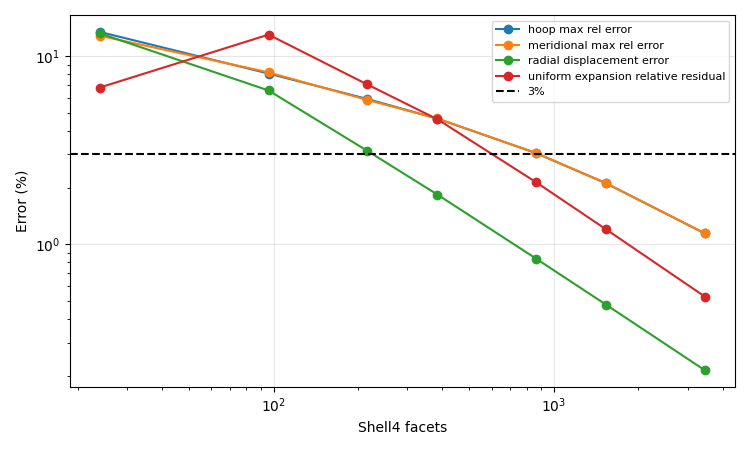 hoop max rel error
meridional max rel error
radial displacement error
uniform expansion relative residual
3%
10¹
10⁰
Error (%)
10²
10³
Shell4 facets